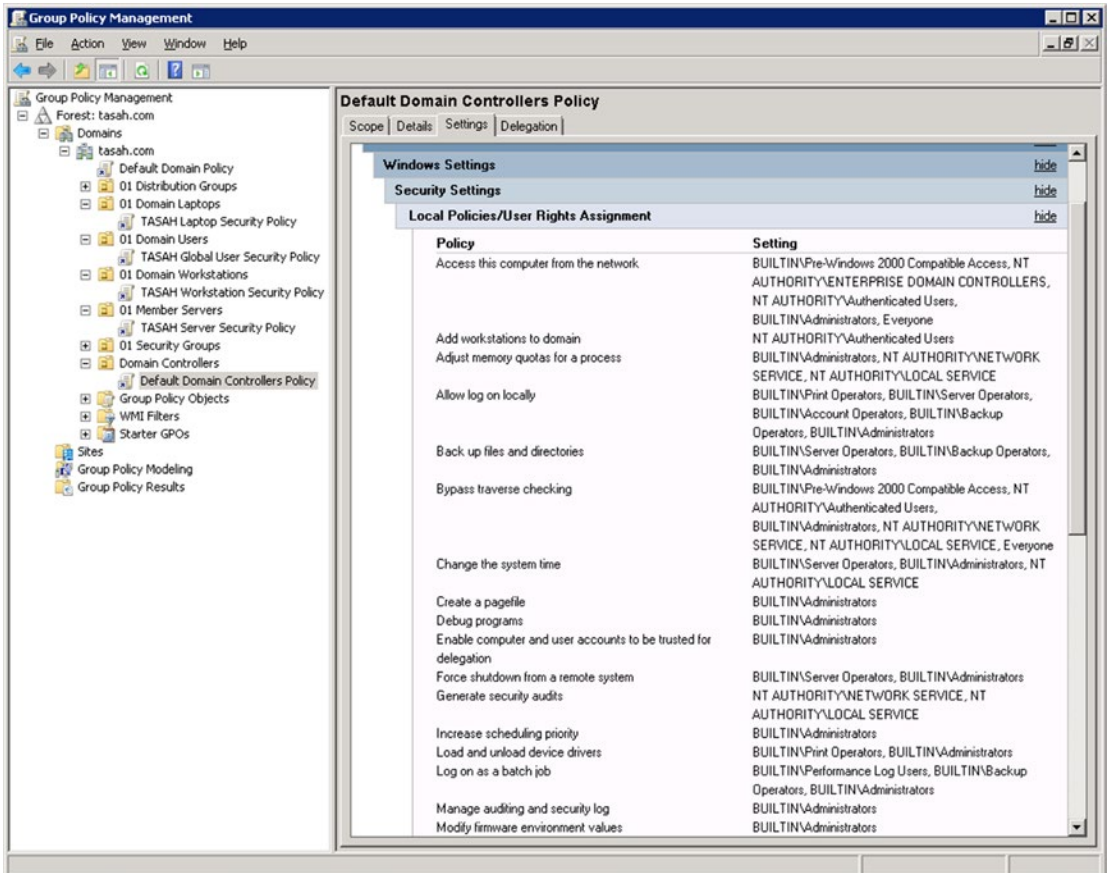 Group Policy Management
File Action View Window Help
Group Policy Management
Forest: tasah.com
Domains
tasah.com
Default Domain Policy
01 Distribution Groups
01 Domain Laptops
TASAH Laptop Security Policy
01 Domain Users
TASAH Global User Security Policy
01 Domain Workstations
TASAH Workstation Security Policy
01 Member Servers
TASAH Server Security Policy
01 Security Groups
Domain Controllers
Default Domain Controllers Policy
Group Policy Objects
WMI Filters
Starter GPOs
Sites
Group Policy Modeling
Group Policy Results
Default Domain Controllers Policy
Scope Details Settings Delegation
Windows Settings hide
Security Settings hide
Local Policies/User Rights Assignment hide
Policy Setting
Access this computer from the network BUILTIN\Pre-Windows 2000 Compatible Access, NT
AUTHORITY\ENTERPRISE DOMAIN CONTROLLERS,
NT AUTHORITY\Authenticated Users,
BUILTIN\Administrators, Everyone
Add workstations to domain NT AUTHORITY\Authenticated Users
Adjust memory quotas for a process BUILTIN\Administrators, NT AUTHORITY\NETWORK
SERVICE, NT AUTHORITY\LOCAL SERVICE
Allow log on locally BUILTIN\Print Operators, BUILTIN\Server Operators,
BUILTIN\Account Operators, BUILTIN\Backup
Operators, BUILTIN\Administrators
Back up files and directories BUILTIN\Server Operators, BUILTIN\Backup Operators,
BUILTIN\Administrators
Bypass traverse checking BUILTIN\Pre-Windows 2000 Compatible Access, NT
AUTHORITY\Authenticated Users,
BUILTIN\Administrators, NT AUTHORITY\NETWORK
SERVICE, NT AUTHORITY\LOCAL SERVICE, Everyone
Change the system time BUILTIN\Server Operators, BUILTIN\Administrators, NT
AUTHORITY\LOCAL SERVICE
Create a pagefile BUILTIN\Administrators
Debug programs BUILTIN\Administrators
Enable computer and user accounts to be trusted for BUILTIN\Administrators
delegation
Force shutdown from a remote system BUILTIN\Server Operators, BUILTIN\Administrators
Generate security audits NT AUTHORITY\NETWORK SERVICE, NT
AUTHORITY\LOCAL SERVICE
Increase scheduling priority BUILTIN\Administrators
Load and unload device drivers BUILTIN\Print Operators, BUILTIN\Administrators
Log on as a batch job BUILTIN\Performance Log Users, BUILTIN\Backup
Operators, BUILTIN\Administrators
Manage auditing and security log BUILTIN\Administrators
Modify firmware environment values BUILTIN\Administrators